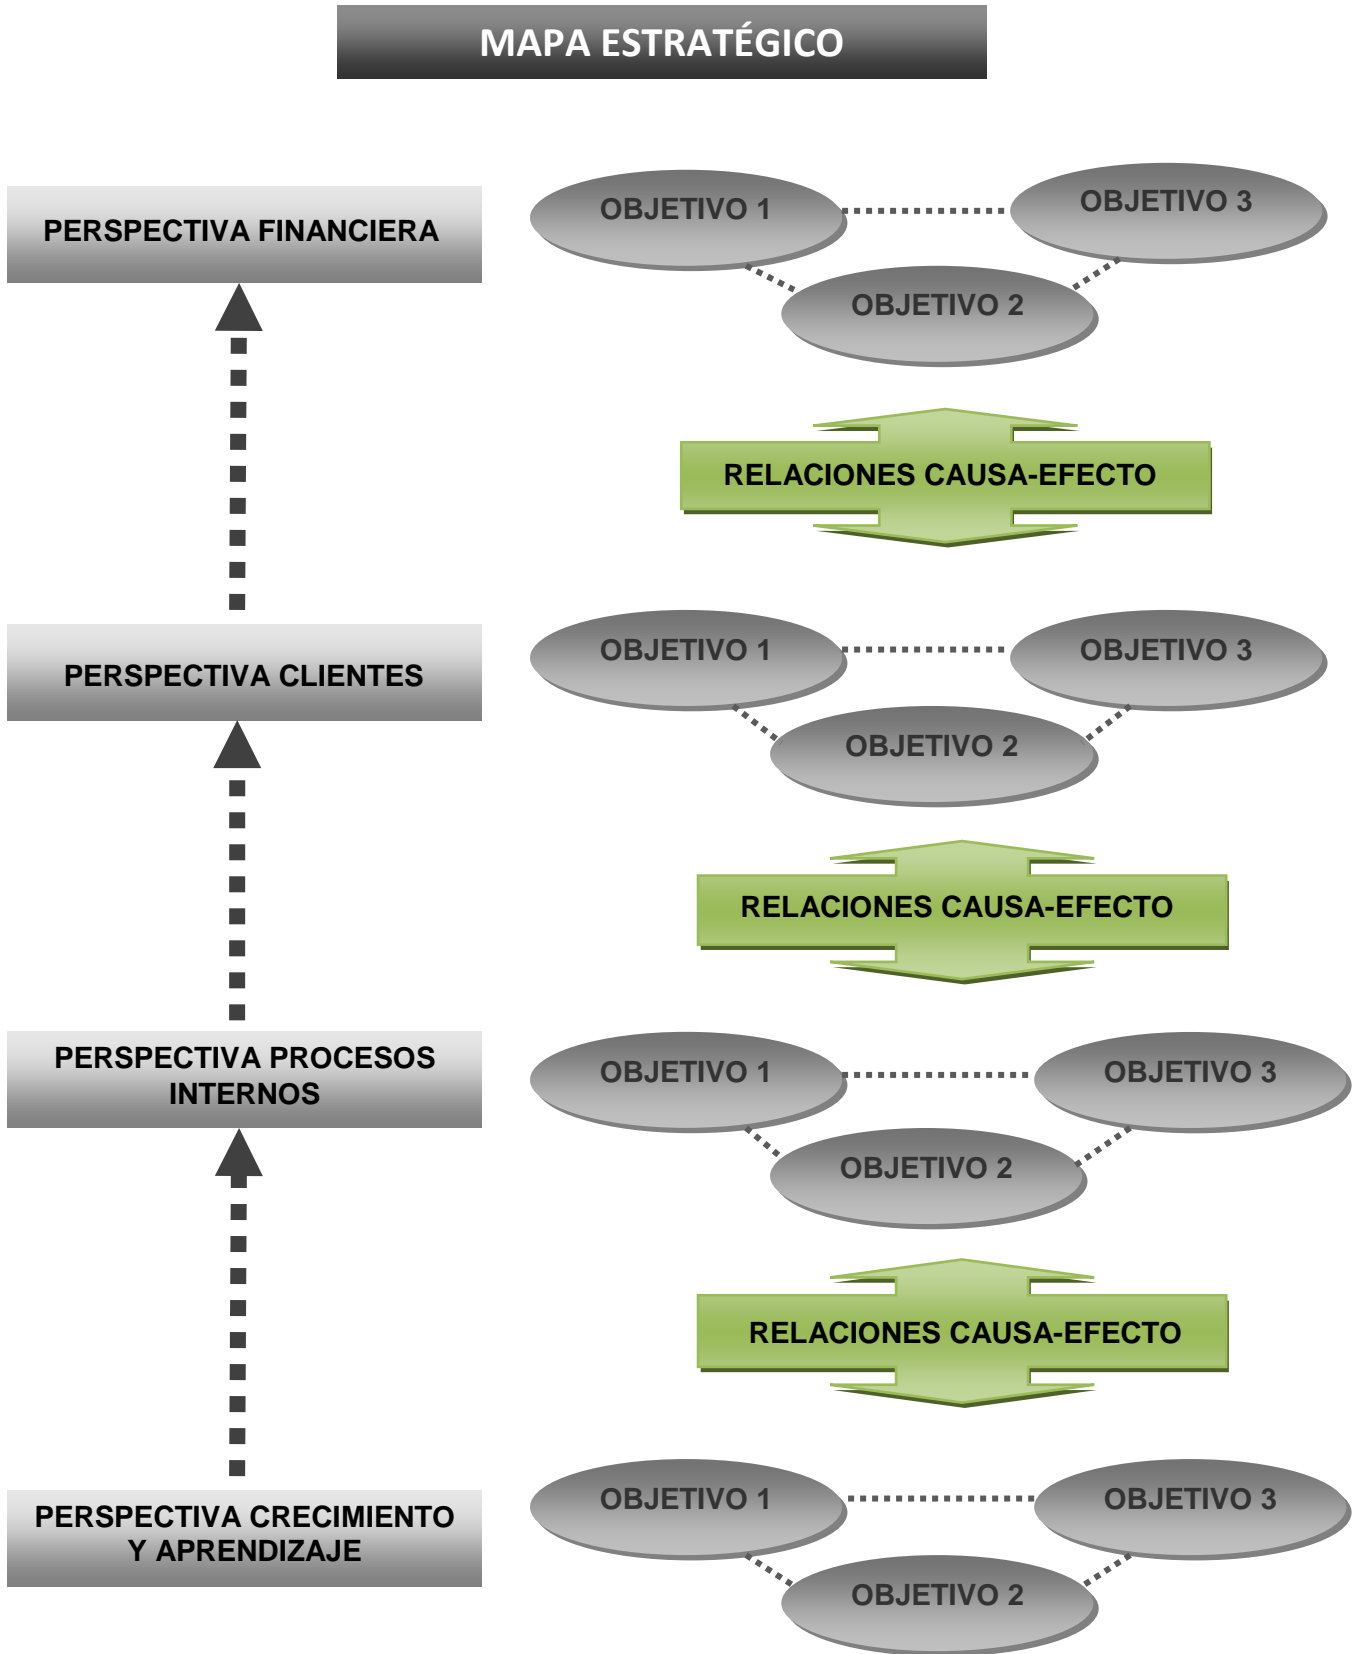 MAPA ESTRATÉGICO
PERSPECTIVA FINANCIERA
OBJETIVO 1
OBJETIVO 3
OBJETIVO 2
RELACIONES CAUSA-EFECTO
PERSPECTIVA CLIENTES
OBJETIVO 1
OBJETIVO 3
OBJETIVO 2
RELACIONES CAUSA-EFECTO
PERSPECTIVA PROCESOS
INTERNOS
OBJETIVO 1
OBJETIVO 3
OBJETIVO 2
RELACIONES CAUSA-EFECTO
PERSPECTIVA CRECIMIENTO
Y APRENDIZAJE
OBJETIVO 1
OBJETIVO 3
OBJETIVO 2